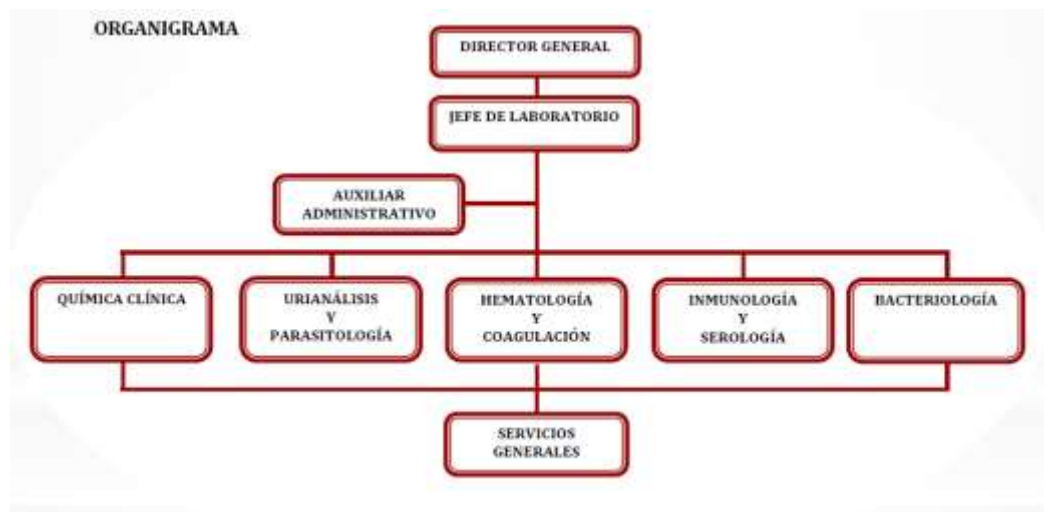 ORGANIGRAMA
DIRECTOR GENERAL
JEFE DE LABORATORIO
AUXILIAR
ADMINISTRATIVO
QUÍMICA CLÍNICA
URIANÁLISIS
Y
PARASITOLOGÍA
HEMATOLOGÍA
Y
COAGULACIÓN
INMUNOLOGÍA
Y
SEROLOGÍA
BACTERIOLOGÍA
SERVICIOS
GENERALES